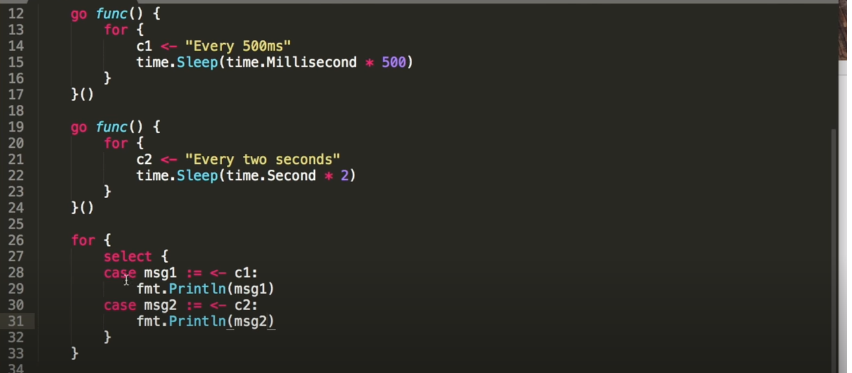 12 go func() {
13 for {
14 c1 <- "Every 500ms"
15 time.Sleep(time.Millisecond * 500)
16 }
17 }()
18
19 go func() {
20 for {
21 c2 <- "Every two seconds"
22 time.Sleep(time.Second * 2)
23 }
24 }()
25
26 for {
27 select {
28 case msg1 := <- c1:
29 fmt.Println(msg1)
30 case msg2 := <- c2:
31 fmt.Println(msg2)
32 }
33 }
34